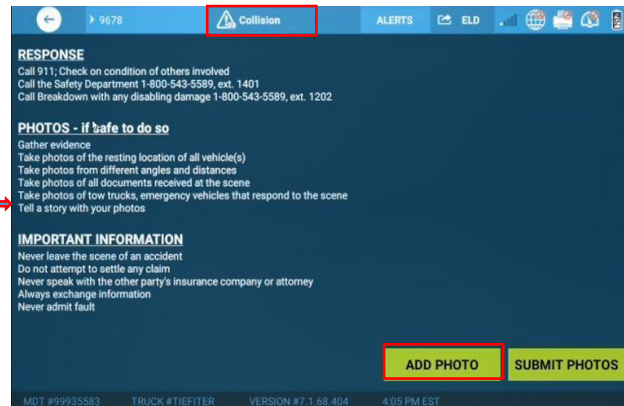 9678
Collision
ALERTS
ELD
RESPONSE
Call 911; Check on condition of others involved
Call the Safety Department 1-800-543-5589, ext. 1401
Call Breakdown with any disabling damage 1-800-543-5589, ext. 1202
PHOTOS - if safe to do so
Gather evidence
Take photos of the resting location of all vehicle(s)
Take photos from different angles and distances
Take photos of all documents received at the scene
Take photos of tow trucks, emergency vehicles that respond to the scene
Tell a story with your photos
IMPORTANT INFORMATION
Never leave the scene of an accident
Do not attempt to settle any claim
Never speak with the other party's insurance company or attorney
Always exchange information
Never admit fault
ADD PHOTO
SUBMIT PHOTOS
MDT #99935583 TRUCK #TIEFITER VERSION #7.1.68.404 4:05 PM EST